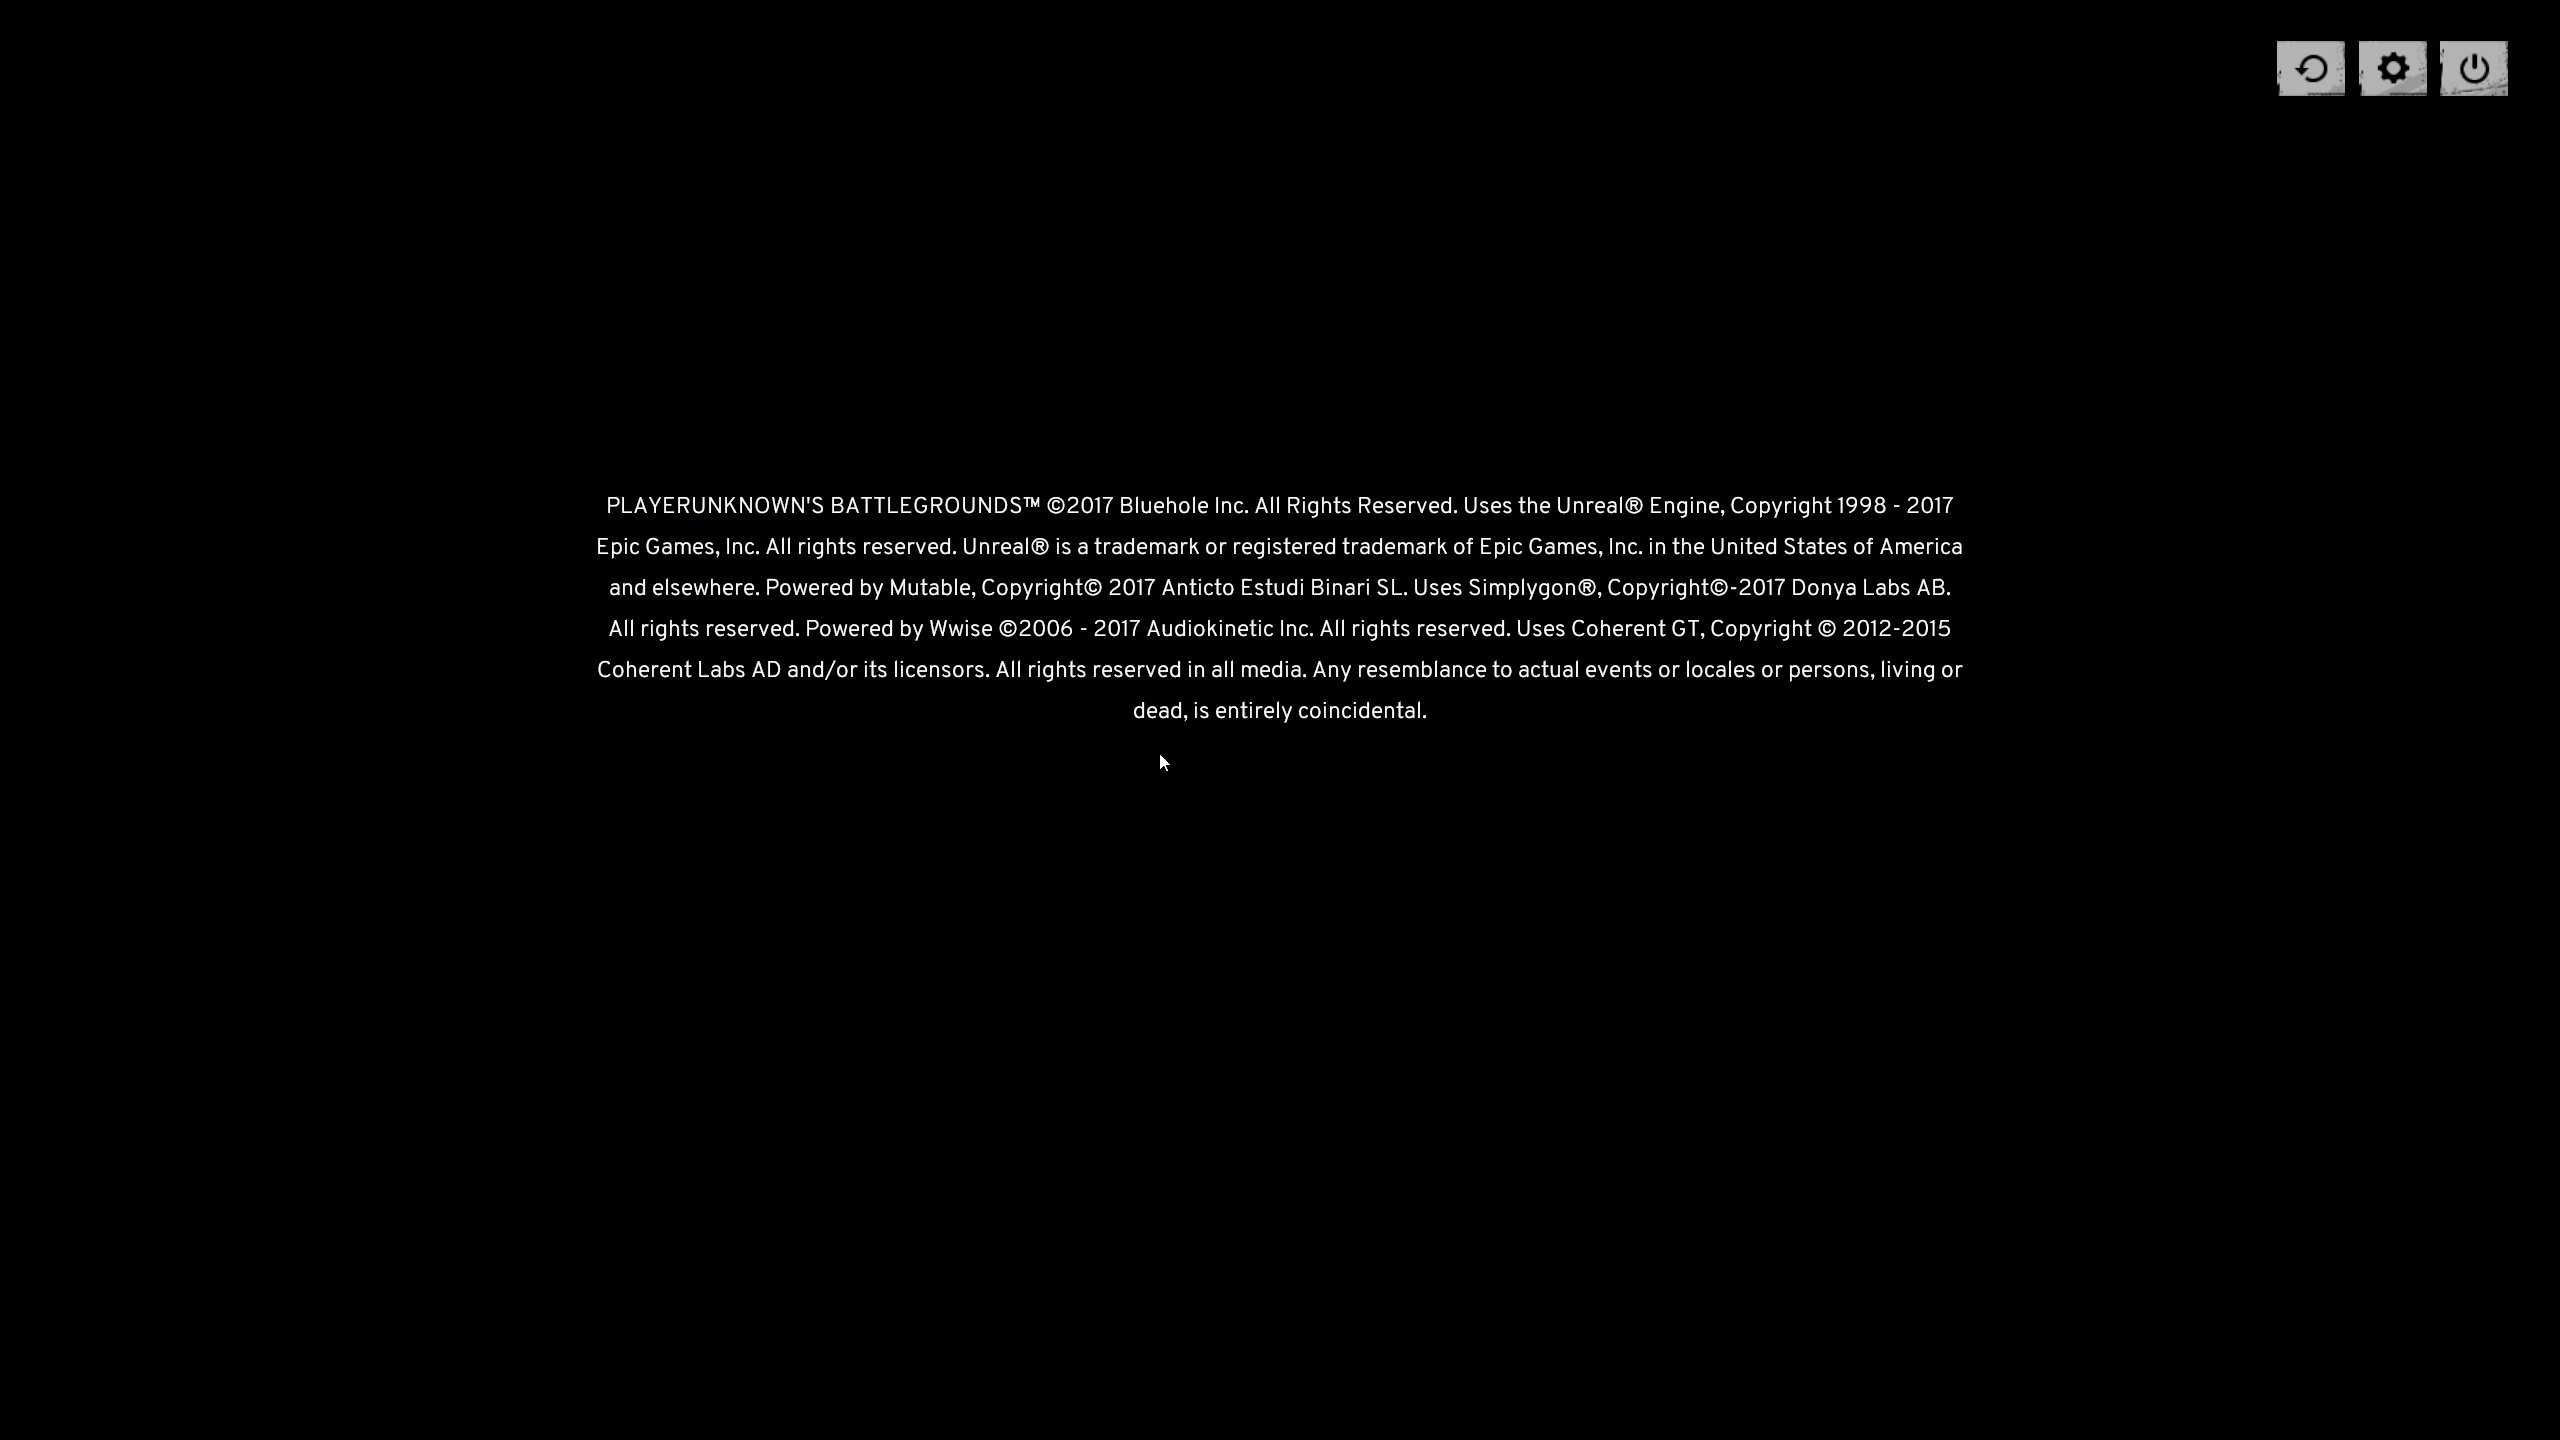 PLAYERUNKNOWN'S BATTLEGROUNDS™ ©2017 Bluehole Inc. All Rights Reserved. Uses the Unreal® Engine, Copyright 1998 - 2017
Epic Games, Inc. All rights reserved. Unreal® is a trademark or registered trademark of Epic Games, Inc. in the United States of America
and elsewhere. Powered by Mutable, Copyright© 2017 Anticto Estudi Binari SL. Uses Simplygon®, Copyright©-2017 Donya Labs AB.
All rights reserved. Powered by Wwise ©2006 - 2017 Audiokinetic Inc. All rights reserved. Uses Coherent GT, Copyright © 2012-2015
Coherent Labs AD and/or its licensors. All rights reserved in all media. Any resemblance to actual events or locales or persons, living or
dead, is entirely coincidental.